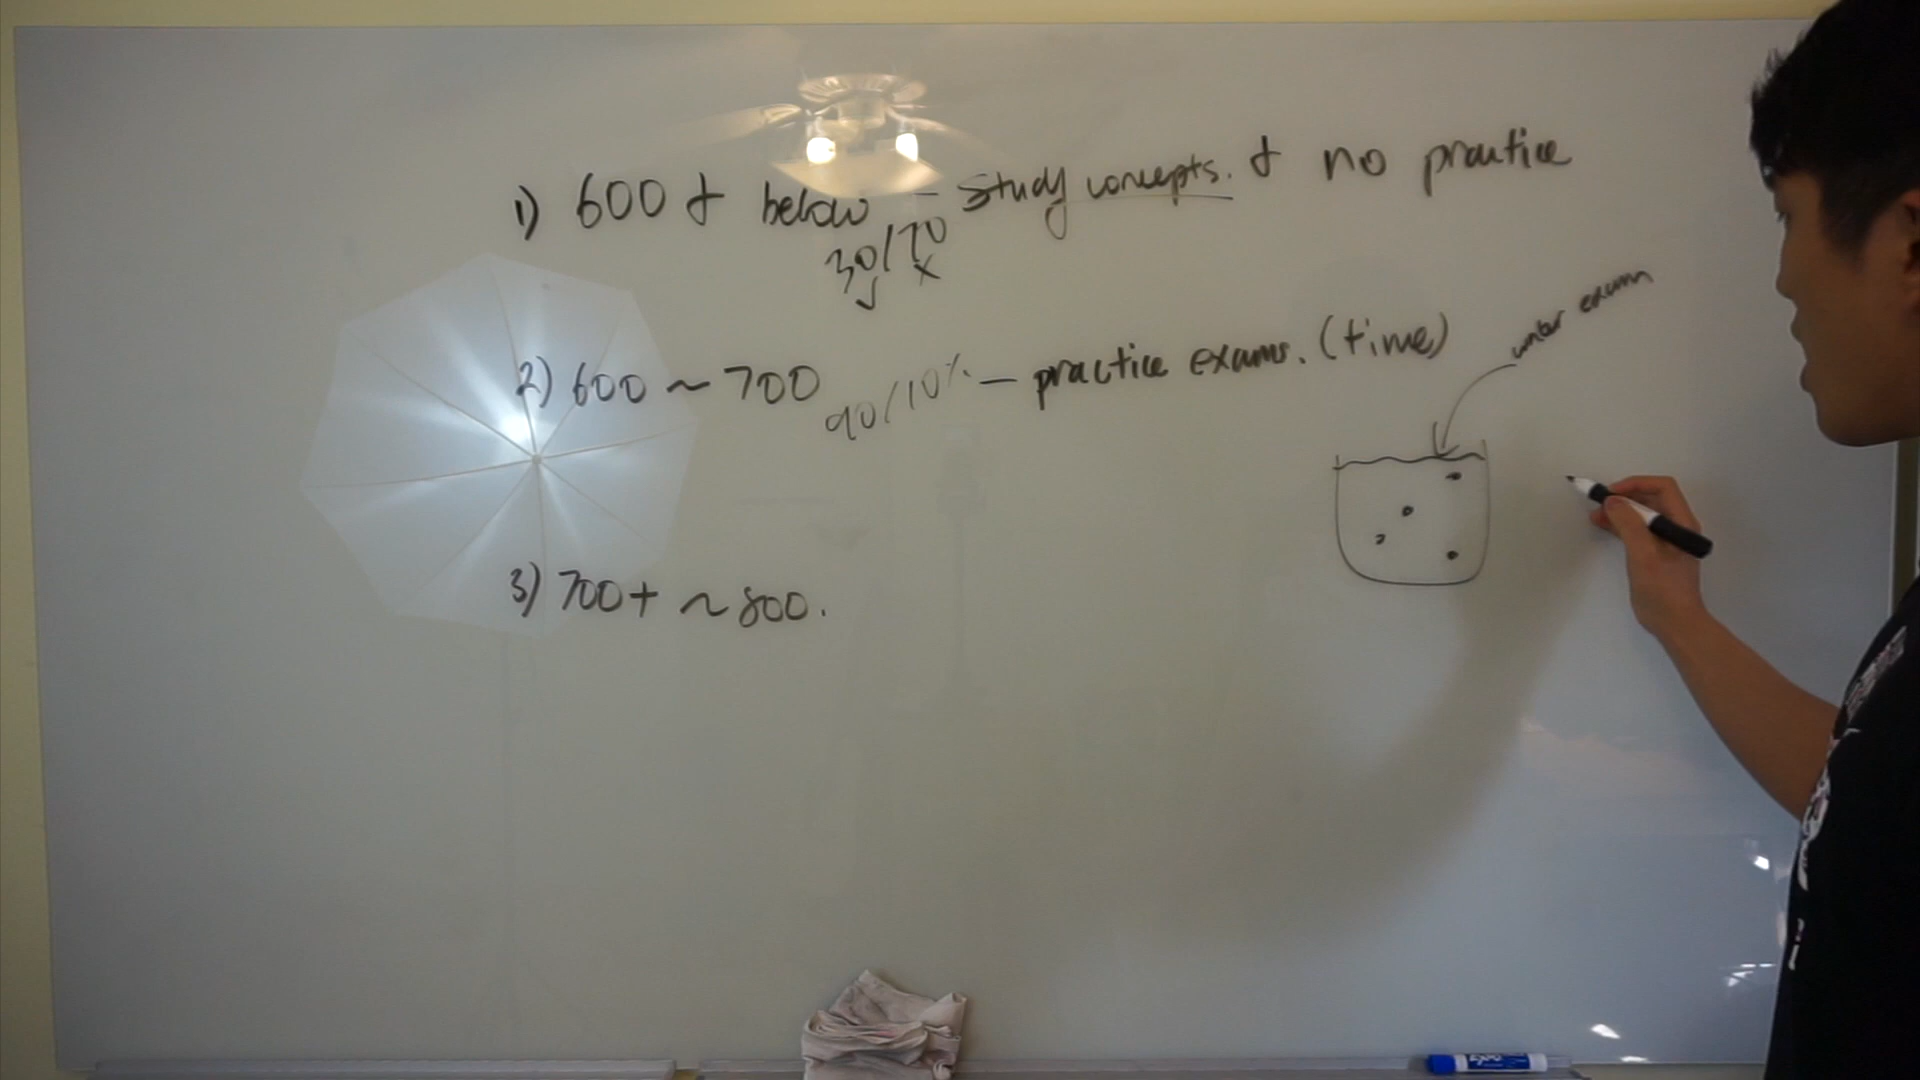 1) 600 & below - study concepts. & no practice
30/70
✓ x
2) 600 ~ 700 90/10% - practice exams. (time)
water exam
3) 700+ ~ 800.
EXPO